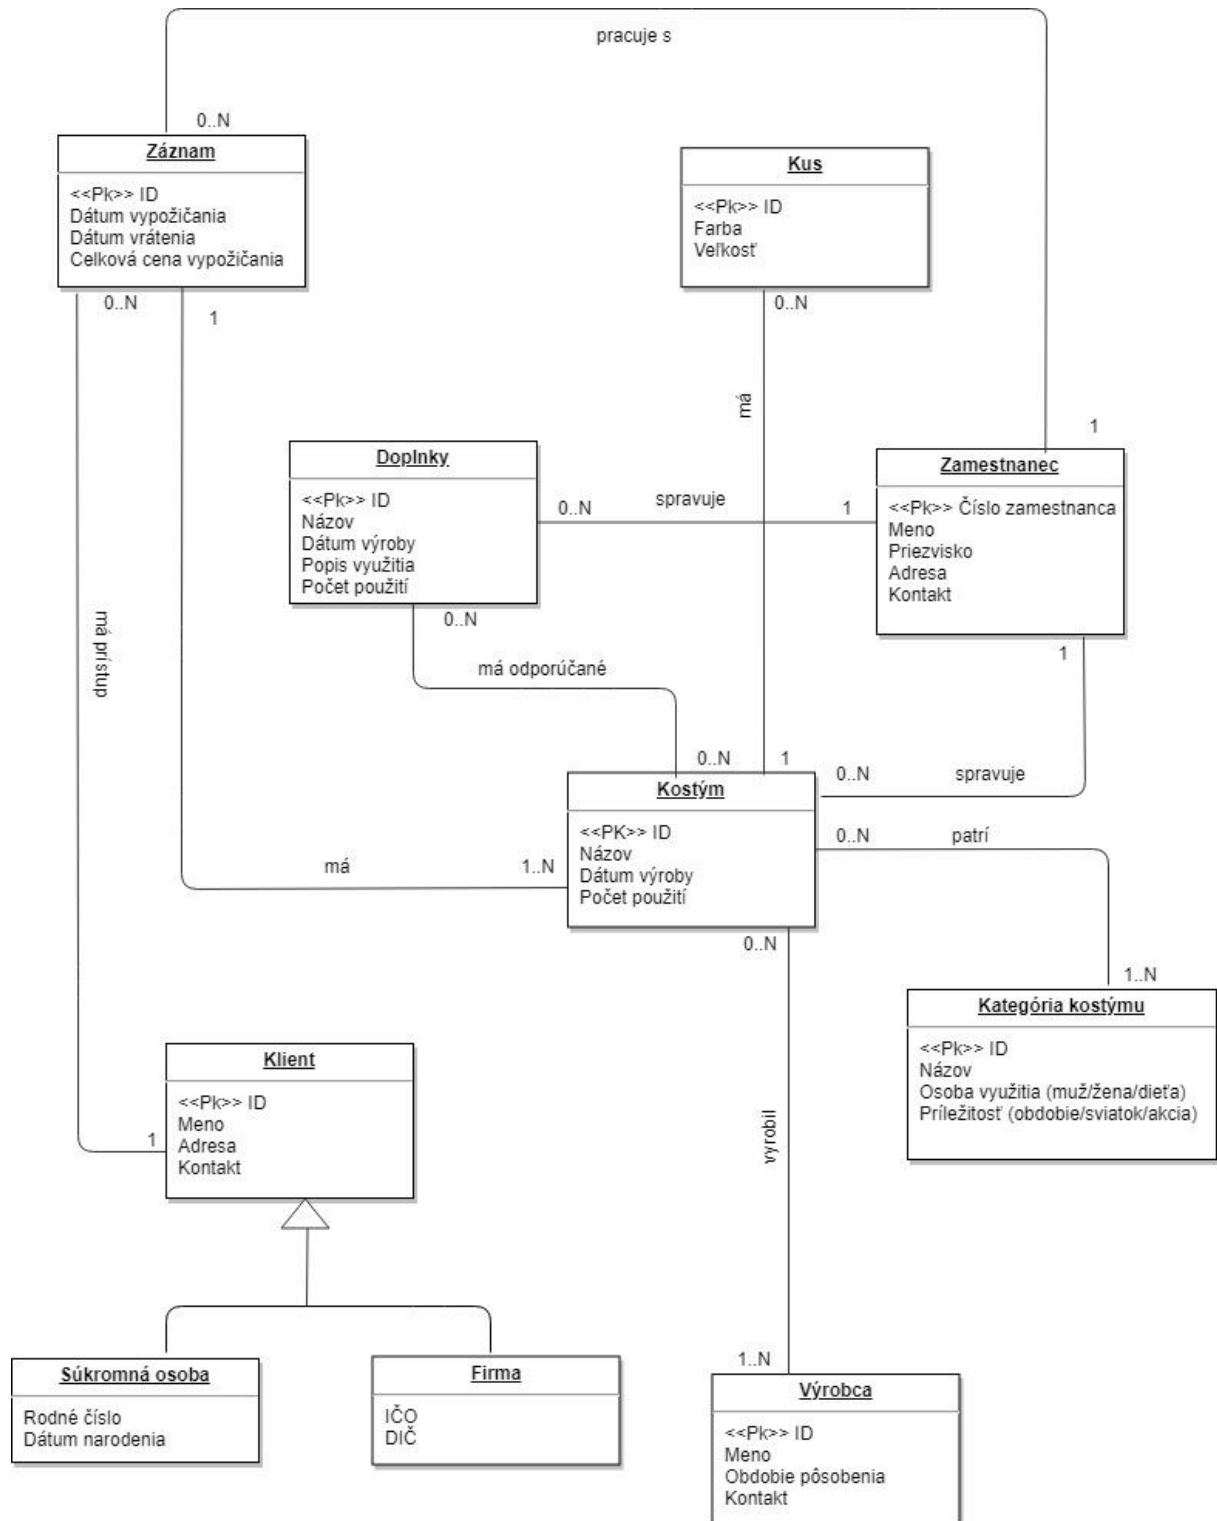 pracuje s
0..N
Záznam
<<Pk>> ID
Dátum vypožičania
Dátum vrátenia
Celková cena vypožičania
0..N
1
Kus
<<Pk>> ID
Farba
Veľkosť
0..N
má
1
Doplnky
<<Pk>> ID
Názov
Dátum výroby
Popis využitia
Počet použití
0..N
spravuje
1
Zamestnanec
<<Pk>> Číslo zamestnanca
Meno
Priezvisko
Adresa
Kontakt
0..N
má odporúčané
má prístup
1
0..N
1
0..N
spravuje
Kostým
<<PK>> ID
Názov
Dátum výroby
Počet použití
má
1..N
0..N
patrí
0..N
1..N
Kategória kostýmu
<<Pk>> ID
Názov
Osoba využitia (muž/žena/dieťa)
Príležitosť (obdobie/sviatok/akcia)
Klient
<<Pk>> ID
Meno
Adresa
Kontakt
1
vyrobil
Súkromná osoba
Rodné číslo
Dátum narodenia
Firma
IČO
DIČ
1..N
Výrobca
<<Pk>> ID
Meno
Obdobie pôsobenia
Kontakt